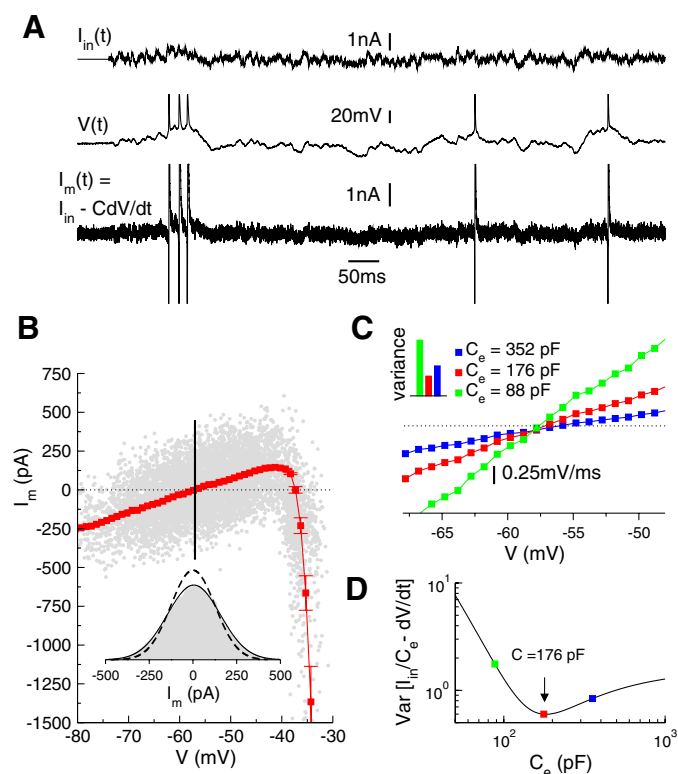 A
I_in(t)
1nA
V(t)
20mV
I_m(t) =
I_in - CdV/dt
1nA
50ms
B
I_m (pA)
750
500
250
0
-250
-500
-750
-1000
-1250
-1500
-500 -250 0 250 500
I_m (pA)
-80 -70 -60 -50 -40 -30
V (mV)
C
variance
C_e = 352 pF
C_e = 176 pF
C_e = 88 pF
0.25mV/ms
-65 -60 -55 -50
V (mV)
D
Var [I_in/C_e - dV/dt]
10^1
10^0
C =176 pF
10^2 10^3
C_e (pF)